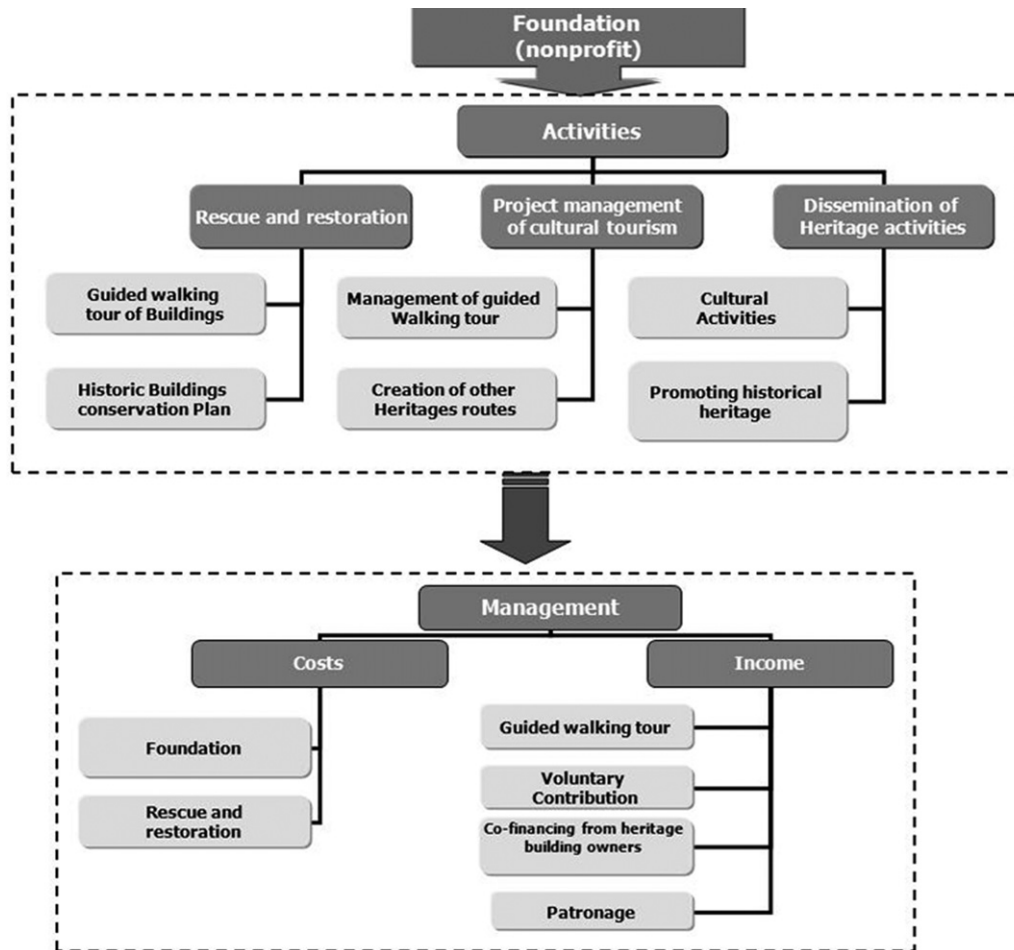 Foundation
(nonprofit)
Activities
Rescue and restoration
Project management
of cultural tourism
Dissemination of
Heritage activities
Guided walking
tour of Buildings
Management of guided
Walking tour
Cultural
Activities
Historic Buildings
conservation Plan
Creation of other
Heritages routes
Promoting historical
heritage
Management
Costs
Income
Foundation
Rescue and
restoration
Guided walking tour
Voluntary
Contribution
Co-financing from heritage
building owners
Patronage